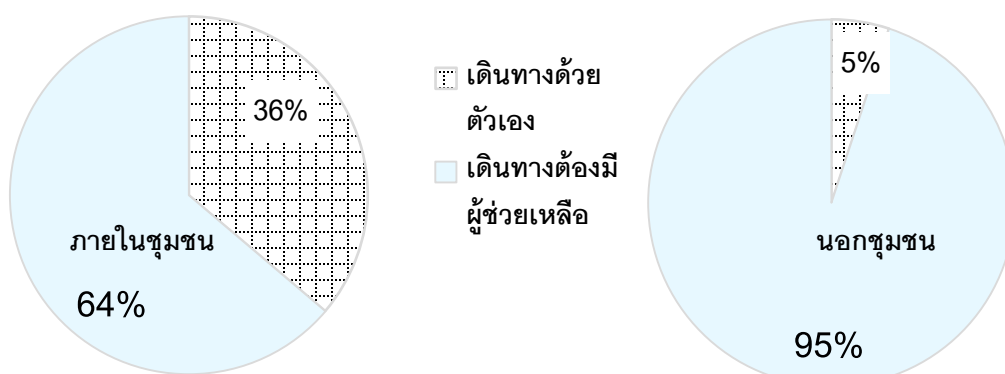 36%
ภายในชุมชน
64%
เดินทางด้วย
ตัวเอง
เดินทางต้องมี
ผู้ช่วยเหลือ
5%
นอกชุมชน
95%